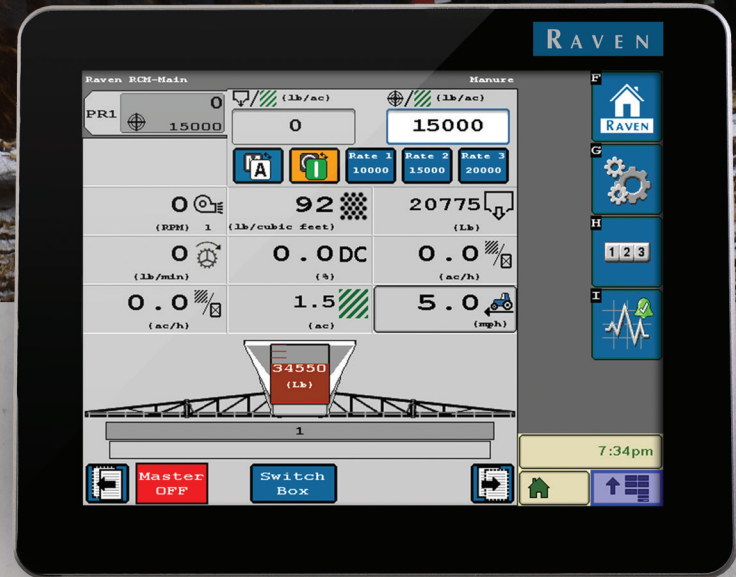 RAVEN
Raven RCM-Main Manure
PR1 0
15000
(lb/ac) (lb/ac)
0 15000
A I Rate 1 Rate 2 Rate 3
10000 15000 20000
0 92 20775
(RPM) 1 (lb/cubic feet) (Lb)
0 0.0 DC 0.0
(lb/min) (%) (ac/h)
0.0 1.5 5.0
(ac/h) (ac) (mph)
34550
(Lb)
1
Master OFF
Switch Box
F
RAVEN
G
H
1 2 3
I
7:34pm